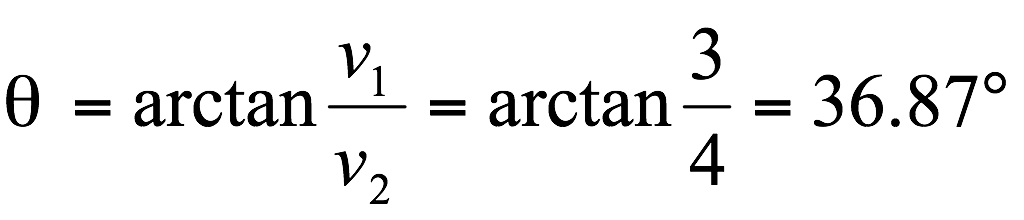 θ = arctan v₁/v₂ = arctan 3/4 = 36.87°